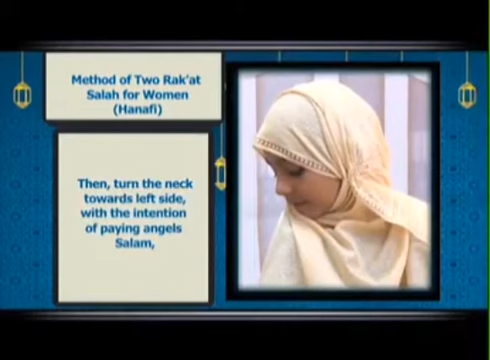 Method of Two Rak'at
Salah for Women
(Hanafi)
Then, turn the neck
towards left side,
with the intention
of paying angels
Salam,